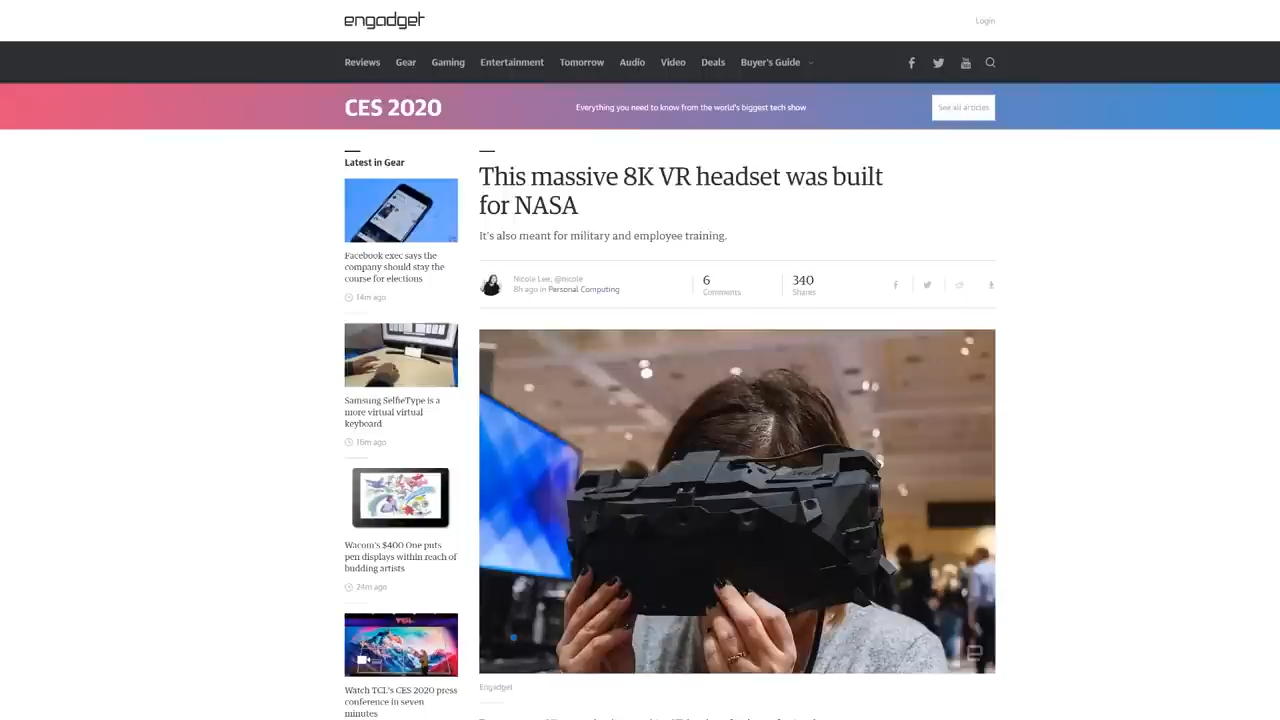 engadget
Login
Reviews Gear Gaming Entertainment Tomorrow Audio Video Deals Buyer's Guide
CES 2020
Everything you need to know from the world's biggest tech show
See all articles
Latest in Gear
Facebook exec says the
company should stay the
course for elections
14m ago
Samsung SelfieType is a
more virtual virtual
keyboard
16m ago
Wacom's $400 One puts
pen displays within reach of
budding artists
24m ago
TCL
Watch TCL's CES 2020 press
conference in seven
minutes
This massive 8K VR headset was built
for NASA
It's also meant for military and employee training.
Nicole Lee, @nicole
8h ago in Personal Computing
6
Comments
340
Shares
Engadget